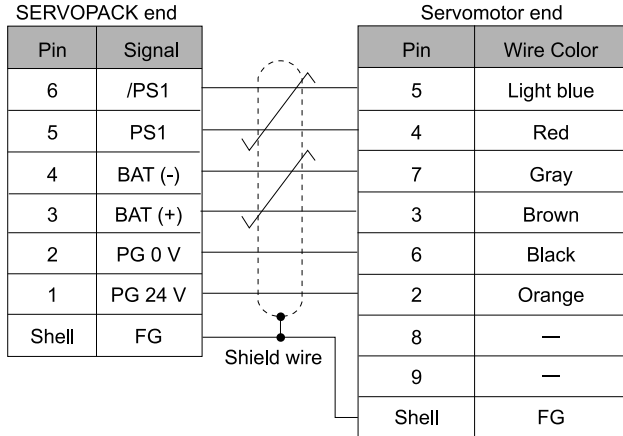 SERVOPACK end
Pin Signal
6 /PS1
5 PS1
4 BAT (-)
3 BAT (+)
2 PG 0 V
1 PG 24 V
Shell FG
Shield wire
Servomotor end
Pin Wire Color
5 Light blue
4 Red
7 Gray
3 Brown
6 Black
2 Orange
8 —
9 —
Shell FG